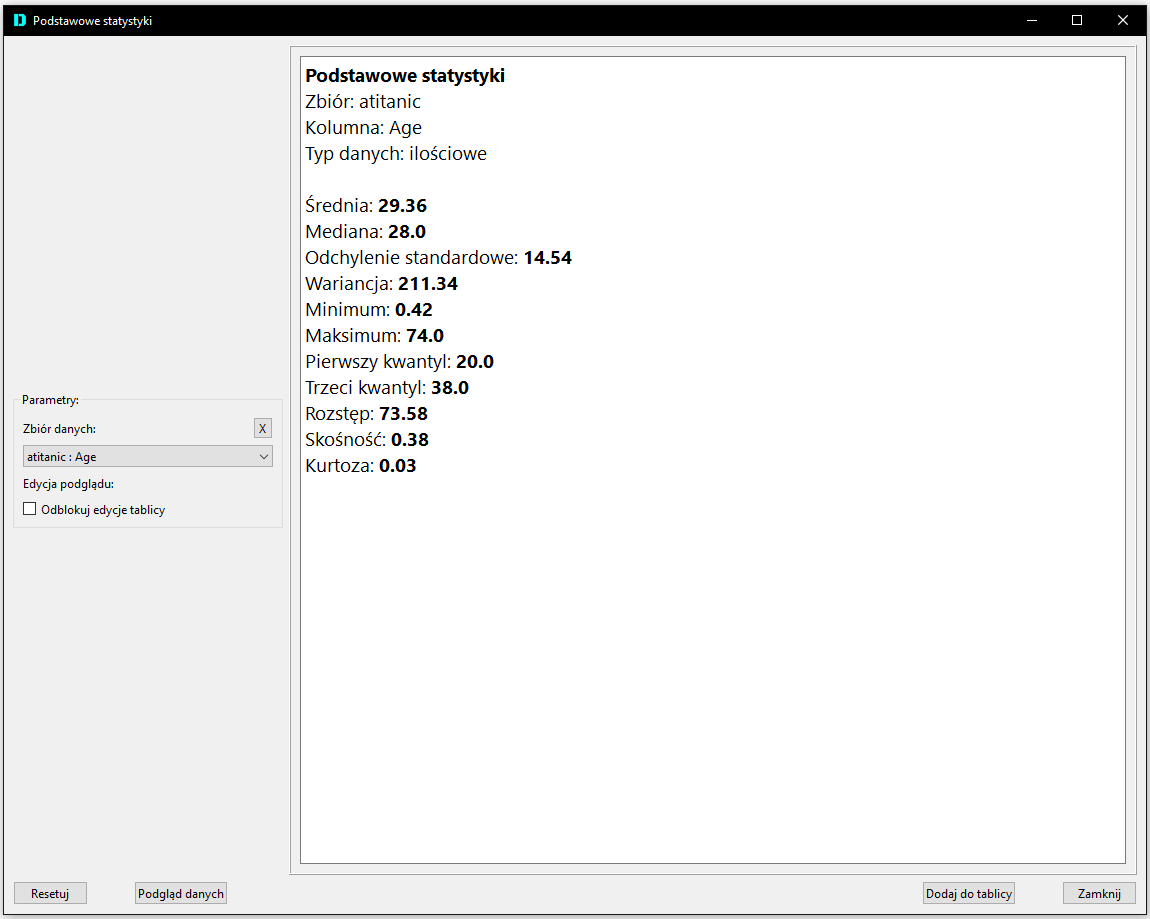 Podstawowe statystyki
Podstawowe statystyki
Zbiór: atitanic
Kolumna: Age
Typ danych: ilościowe
Średnia: 29.36
Mediana: 28.0
Odchylenie standardowe: 14.54
Wariancja: 211.34
Minimum: 0.42
Maksimum: 74.0
Pierwszy kwantyl: 20.0
Trzeci kwantyl: 38.0
Rozstęp: 73.58
Skośność: 0.38
Kurtoza: 0.03
Parametry:
Zbiór danych: X
atitanic : Age
Edycja podglądu:
Odblokuj edycje tablicy
Resetuj Podgląd danych Dodaj do tablicy Zamknij